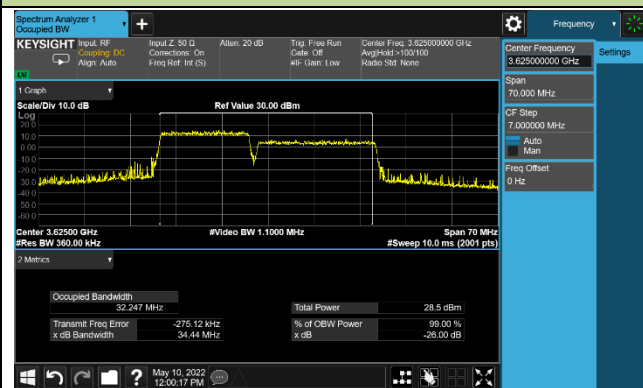 Spectrum Analyzer 1
Occupied BW
+
Frequency
KEYSIGHT
Input: RF
Coupling: DC
Align: Auto
Input Z: 50 Ω
Corrections: On
Freq Ref: Int (S)
Atten: 20 dB
Trig: Free Run
Gate: Off
#IF Gain: Low
Center Freq: 3.625000000 GHz
Avg|Hold:>100/100
Radio Std: None
Center Frequency
3.625000000 GHz
Settings
Span
70.000 MHz
CF Step
7.000000 MHz
Auto
Man
Freq Offset
0 Hz
1 Graph
Scale/Div 10.0 dB
Ref Value 30.00 dBm
Log
20.0
10.0
0.00
-10.0
-20.0
-30.0
-40.0
-50.0
-60.0
Center 3.62500 GHz
#Video BW 1.1000 MHz
Span 70 MHz
#Res BW 360.00 kHz
#Sweep 10.0 ms (2001 pts)
2 Metrics
Occupied Bandwidth
32.247 MHz
Total Power
28.5 dBm
Transmit Freq Error
-275.12 kHz
% of OBW Power
99.00 %
x dB Bandwidth
34.44 MHz
x dB
-26.00 dB
?
May 10, 2022
12:00:17 PM